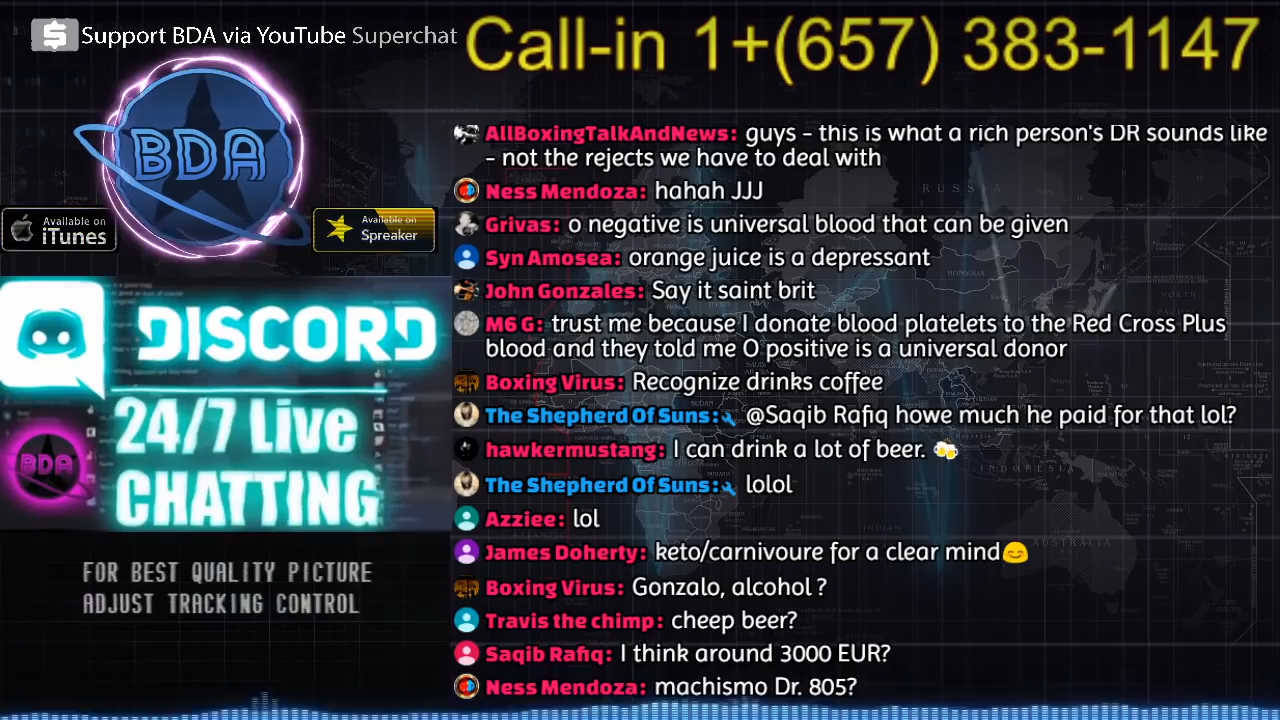 Support BDA via YouTube Superchat
Call-in 1+(657) 383-1147
BDA
Available on
iTunes
Available on
Spreaker
DISCORD
24/7 Live
CHATTING
BDA
FOR BEST QUALITY PICTURE
ADJUST TRACKING CONTROL
AllBoxingTalkAndNews: guys - this is what a rich person's DR sounds like
- not the rejects we have to deal with
Ness Mendoza: hahah JJJ
Grivas: o negative is universal blood that can be given
Syn Amosea: orange juice is a depressant
John Gonzales: Say it saint brit
M6 G: trust me because I donate blood platelets to the Red Cross Plus
blood and they told me O positive is a universal donor
Boxing Virus: Recognize drinks coffee
The Shepherd Of Suns: @Saqib Rafiq howe much he paid for that lol?
hawkermustang: I can drink a lot of beer. 🍻
The Shepherd Of Suns: lolol
Azziee: lol
James Doherty: keto/carnivoure for a clear mind😊
Boxing Virus: Gonzalo, alcohol ?
Travis the chimp: cheep beer?
Saqib Rafiq: I think around 3000 EUR?
Ness Mendoza: machismo Dr. 805?
RUSSIA
MONGOLIA
INDONESIA
AUSTRALIA